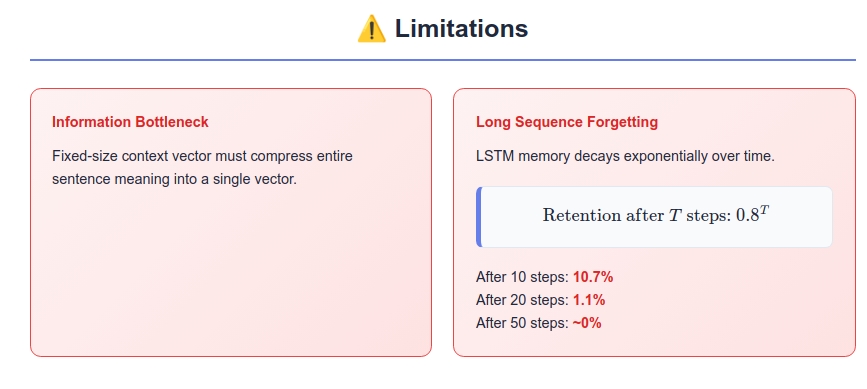 ⚠️ Limitations
Information Bottleneck
Fixed-size context vector must compress entire
sentence meaning into a single vector.
Long Sequence Forgetting
LSTM memory decays exponentially over time.
Retention after T steps: 0.8^T
After 10 steps: 10.7%
After 20 steps: 1.1%
After 50 steps: ~0%